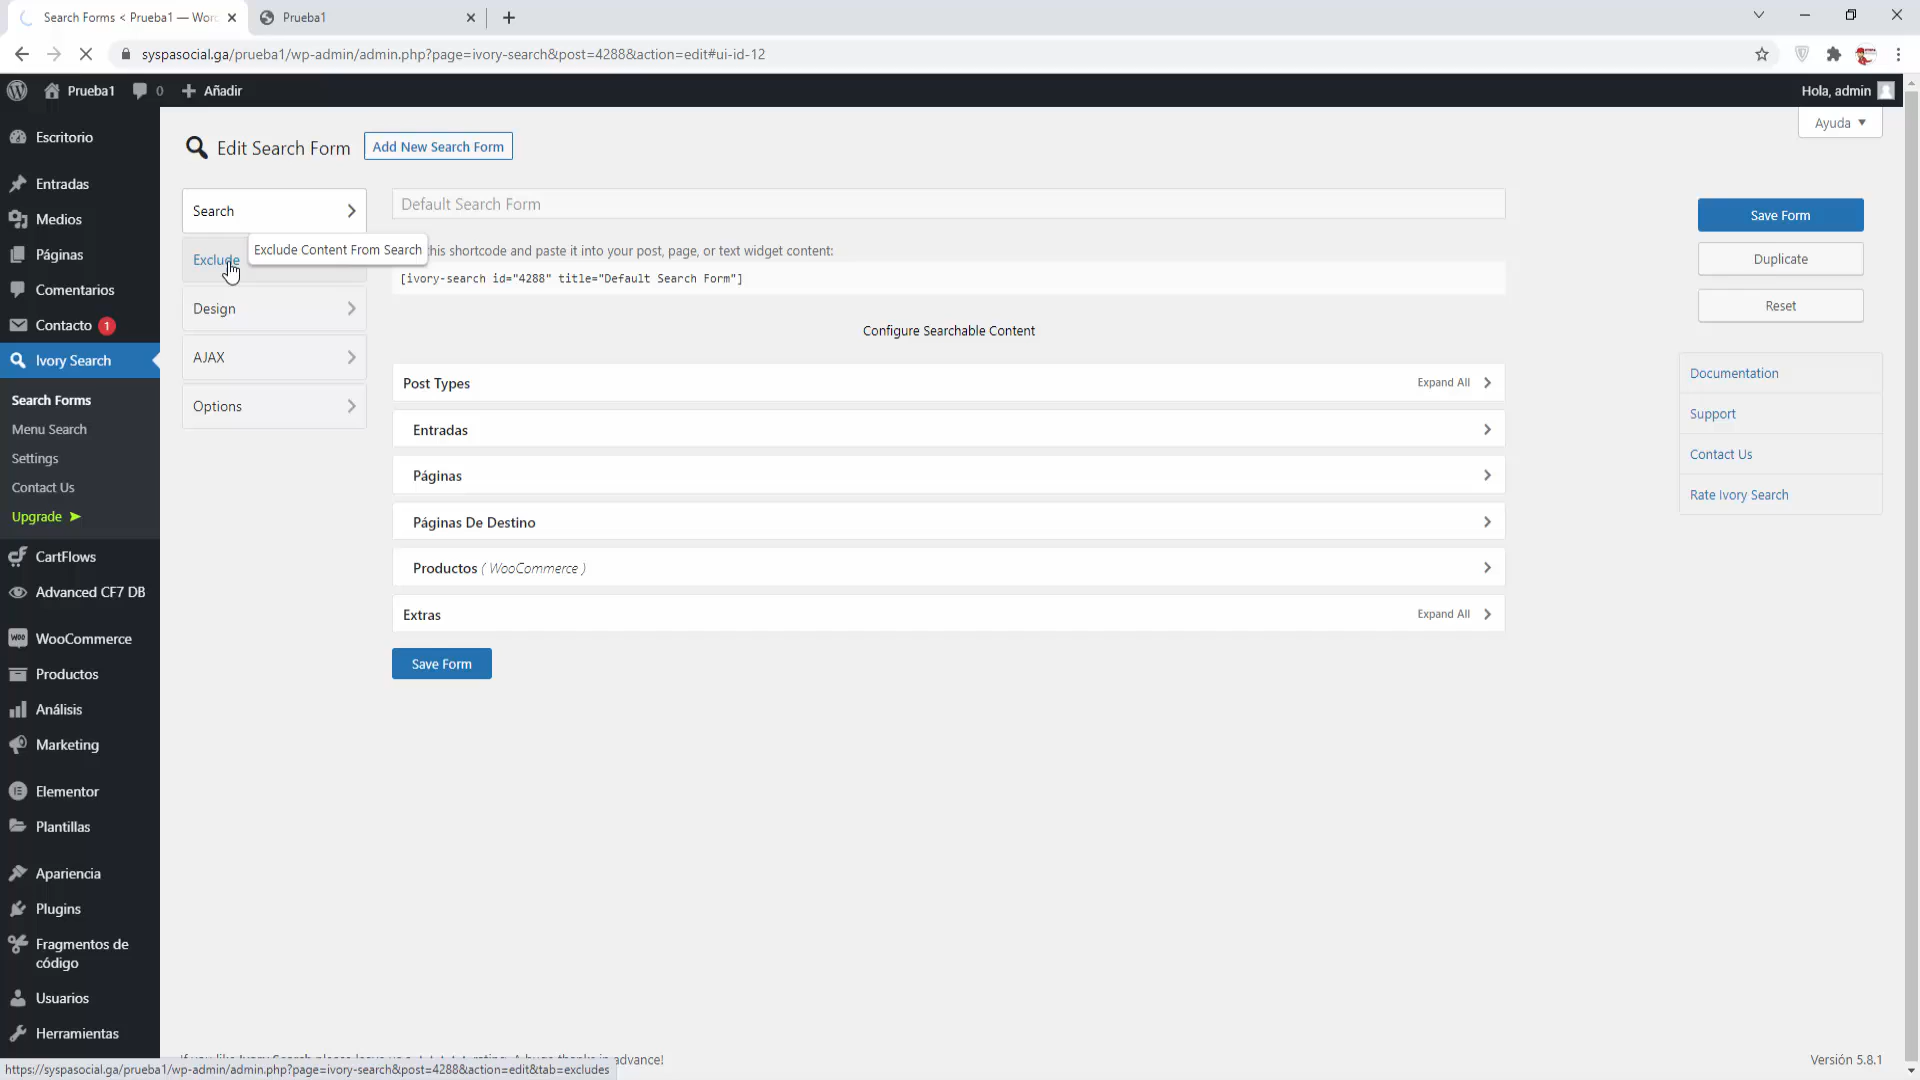 Search Forms < Prueba1 — Word
Prueba1
syspasocial.ga/prueba1/wp-admin/admin.php?page=ivory-search&post=4288&action=edit#ui-id-12
Prueba1
0
Añadir
Hola, admin
Ayuda
Escritorio
Entradas
Medios
Páginas
Comentarios
Contacto 1
Ivory Search
Search Forms
Menu Search
Settings
Contact Us
Upgrade ➤
CartFlows
Advanced CF7 DB
WooCommerce
Productos
Análisis
Marketing
Elementor
Plantillas
Apariencia
Plugins
Fragmentos de
código
Usuarios
Herramientas
Edit Search Form
Add New Search Form
Search
Exclude
Exclude Content From Search
Design
AJAX
Options
Default Search Form
this shortcode and paste it into your post, page, or text widget content:
[ivory-search id="4288" title="Default Search Form"]
Configure Searchable Content
Post Types
Expand All
Entradas
Páginas
Páginas De Destino
Productos ( WooCommerce )
Extras
Expand All
Save Form
Save Form
Duplicate
Reset
Documentation
Support
Contact Us
Rate Ivory Search
advance!
Versión 5.8.1
https://syspasocial.ga/prueba1/wp-admin/admin.php?page=ivory-search&post=4288&action=edit&tab=excludes